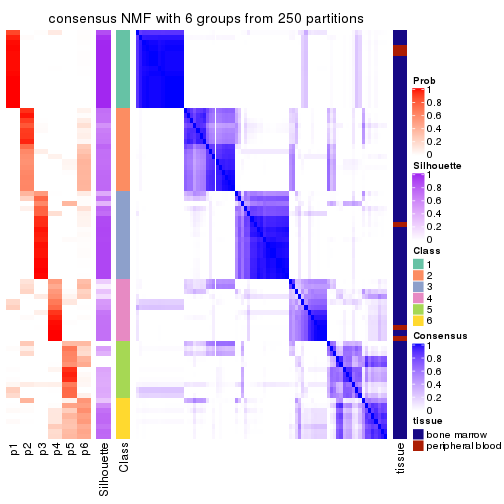 consensus NMF with 6 groups from 250 partitions
Prob
1
0.8
0.6
0.4
0.2
0
Silhouette
1
0.8
0.6
0.4
0.2
0
Class
1
2
3
4
5
6
Consensus
1
0.8
0.6
0.4
0.2
0
tissue
bone marrow
peripheral blood
p1
p2
p3
p4
p5
p6
Silhouette
Class
tissue